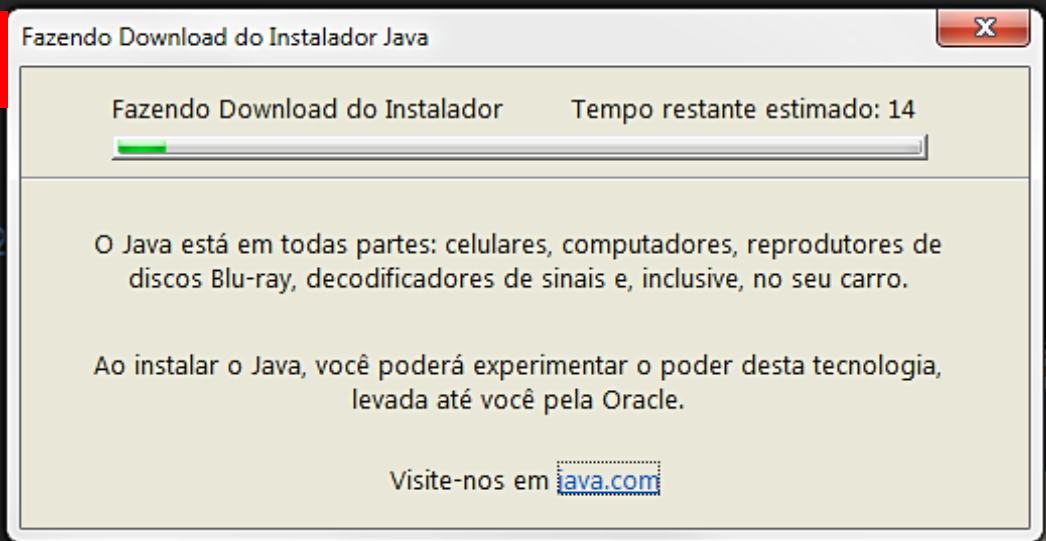 Fazendo Download do Instalador Java
Fazendo Download do Instalador Tempo restante estimado: 14
O Java está em todas partes: celulares, computadores, reprodutores de
discos Blu-ray, decodificadores de sinais e, inclusive, no seu carro.
Ao instalar o Java, você poderá experimentar o poder desta tecnologia,
levada até você pela Oracle.
Visite-nos em java.com